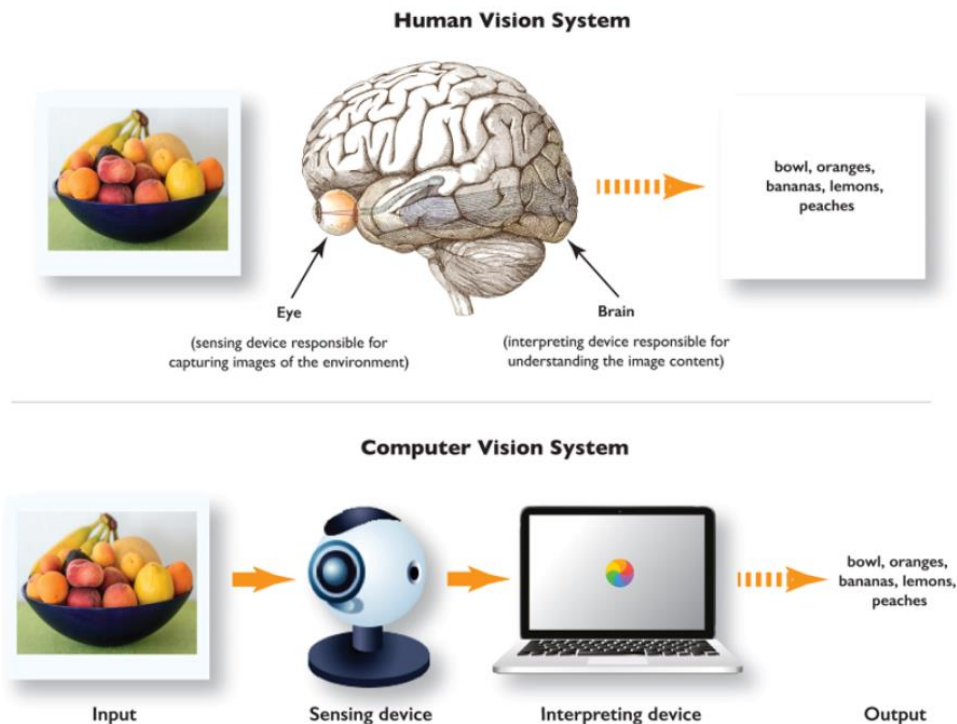 Human Vision System
bowl, oranges,
bananas, lemons,
peaches
Eye
(sensing device responsible for
capturing images of the environment)
Brain
(interpreting device responsible for
understanding the image content)
Computer Vision System
bowl, oranges,
bananas, lemons,
peaches
Input
Sensing device
Interpreting device
Output